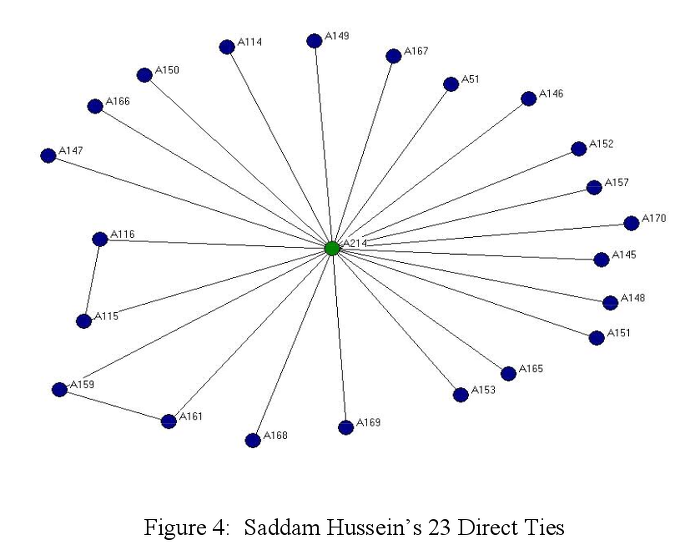 A149
A114
A167
A150
A51
A146
A166
A152
A147
A157
A170
A116
A214
A145
A148
A115
A151
A165
A159
A153
A161
A169
A168
Figure 4: Saddam Hussein’s 23 Direct Ties